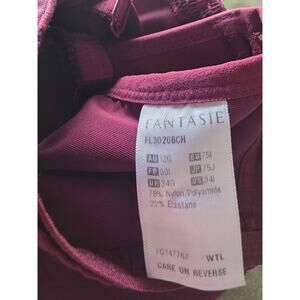 FANTASIE
FL3020BCH
AU 12G EU 75I
FR 90I JP 75J
UK 34G US 34I
78% Nylon/Polyamide
22% Elastane
FG147767 WTL
CARE ON REVERSE